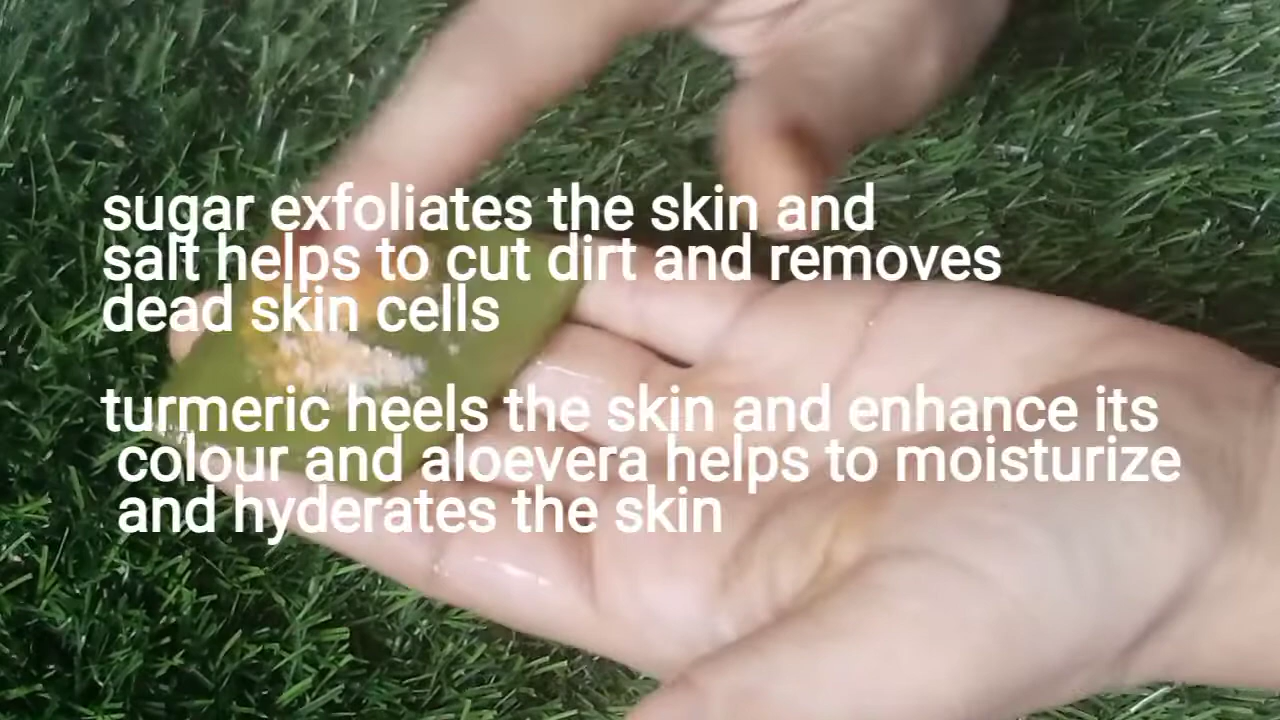 sugar exfoliates the skin and
salt helps to cut dirt and removes
dead skin cells
turmeric heels the skin and enhance its
colour and aloevera helps to moisturize
and hyderates the skin